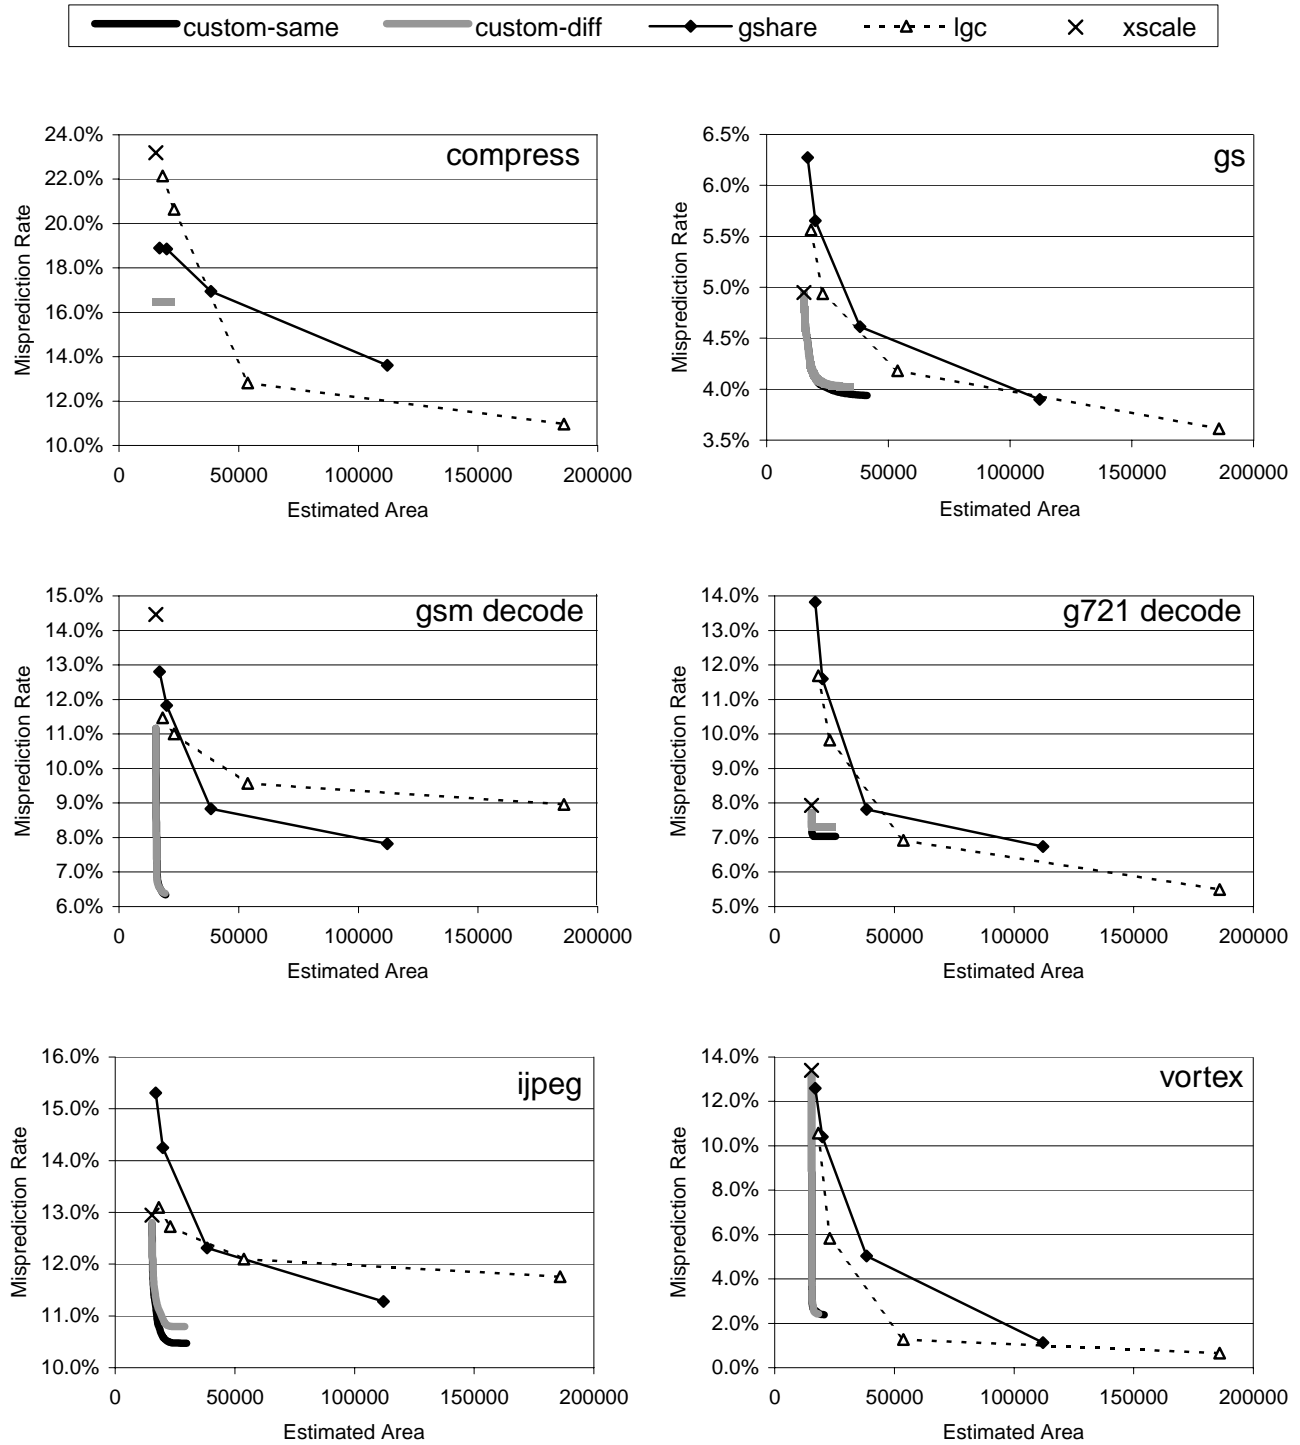 custom-same custom-diff gshare lgc xscale
compress
24.0%
22.0%
20.0%
18.0%
16.0%
14.0%
12.0%
10.0%
Misprediction Rate
0 50000 100000 150000 200000
Estimated Area
gs
6.5%
6.0%
5.5%
5.0%
4.5%
4.0%
3.5%
Misprediction Rate
0 50000 100000 150000 200000
Estimated Area
gsm decode
15.0%
14.0%
13.0%
12.0%
11.0%
10.0%
9.0%
8.0%
7.0%
6.0%
Misprediction Rate
0 50000 100000 150000 200000
Estimated Area
g721 decode
14.0%
13.0%
12.0%
11.0%
10.0%
9.0%
8.0%
7.0%
6.0%
5.0%
Misprediction Rate
0 50000 100000 150000 200000
Estimated Area
ijpeg
16.0%
15.0%
14.0%
13.0%
12.0%
11.0%
10.0%
Misprediction Rate
0 50000 100000 150000 200000
Estimated Area
vortex
14.0%
12.0%
10.0%
8.0%
6.0%
4.0%
2.0%
0.0%
Misprediction Rate
0 50000 100000 150000 200000
Estimated Area